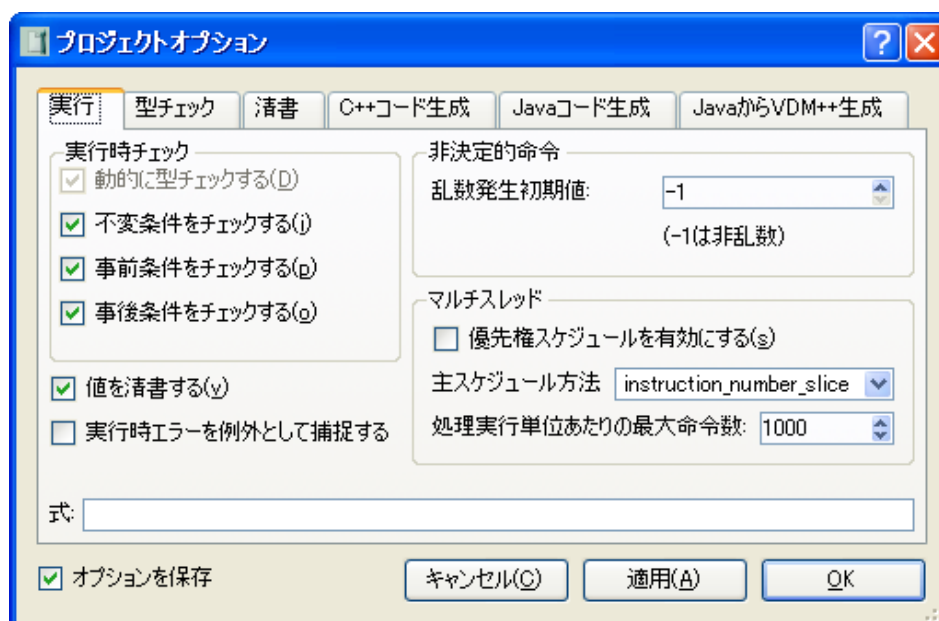 プロジェクトオプション
実行 型チェック 清書 C++コード生成 Javaコード生成 JavaからVDM++生成
実行時チェック
動的に型チェックする(D)
不変条件をチェックする(i)
事前条件をチェックする(p)
事後条件をチェックする(o)
値を清書する(v)
実行時エラーを例外として捕捉する
非決定的命令
乱数発生初期値: -1
(-1は非乱数)
マルチスレッド
優先権スケジュールを有効にする(s)
主スケジュール方法 instruction_number_slice
処理実行単位あたりの最大命令数: 1000
式:
オプションを保存 キャンセル(C) 適用(A) OK